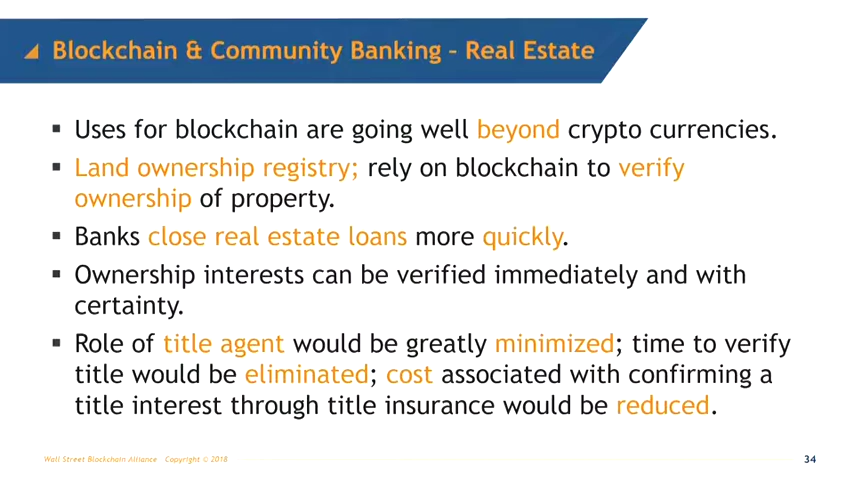 Blockchain & Community Banking – Real Estate
Uses for blockchain are going well beyond crypto currencies.
Land ownership registry; rely on blockchain to verify
ownership of property.
Banks close real estate loans more quickly.
Ownership interests can be verified immediately and with
certainty.
Role of title agent would be greatly minimized; time to verify
title would be eliminated; cost associated with confirming a
title interest through title insurance would be reduced.
Wall Street Blockchain Alliance Copyright © 2018
34